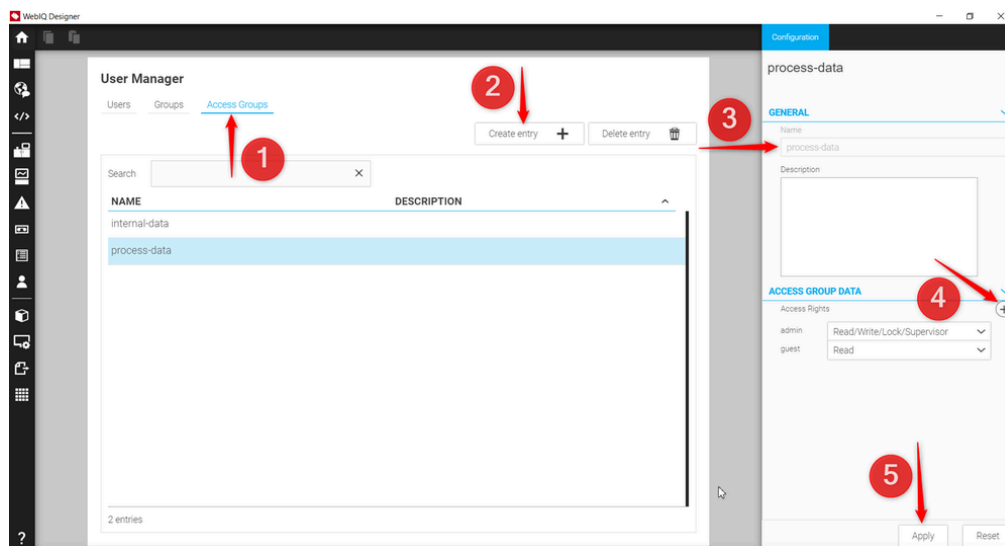 WebIQ Designer
Configuration
process-data
User Manager
Users Groups Access Groups
1
2
Create entry
Delete entry
3
GENERAL
Name
process-data
Description
Search
NAME DESCRIPTION
internal-data
process-data
ACCESS GROUP DATA
4
Access Rights
admin Read/Write/Lock/Supervisor
guest Read
5
2 entries
Apply Reset
?